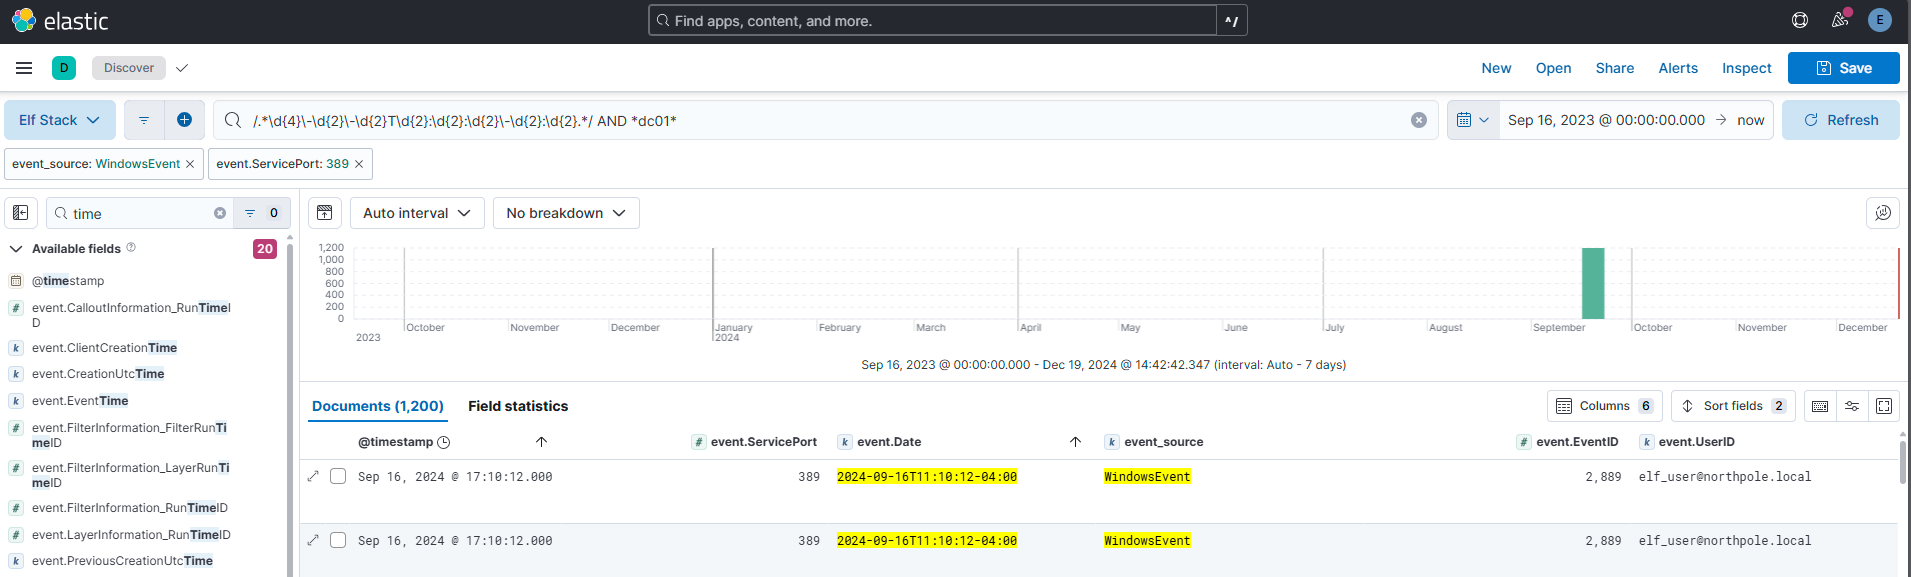 elastic
Find apps, content, and more.
^/
E
D
Discover
New
Open
Share
Alerts
Inspect
Save
Elf Stack
/.*\d{4}\-\d{2}\-\d{2}T\d{2}:\d{2}:\d{2}\-\d{2}:\d{2}.*/ AND *dc01*
Sep 16, 2023 @ 00:00:00.000 → now
Refresh
event_source: WindowsEvent ×
event.ServicePort: 389 ×
time
0
Available fields
20
@timestamp
event.CalloutInformation_RunTimeI
D
event.ClientCreationTime
event.CreationUtcTime
event.EventTime
event.FilterInformation_FilterRunTi
meID
event.FilterInformation_LayerRunTi
meID
event.FilterInformation_RunTimeID
event.LayerInformation_RunTimeID
event.PreviousCreationUtcTime
Auto interval
No breakdown
1,200
1,000
800
600
400
200
0
October
November
December
January
February
March
April
May
June
July
August
September
October
November
December
2023
2024
Sep 16, 2023 @ 00:00:00.000 - Dec 19, 2024 @ 14:42:42.347 (interval: Auto - 7 days)
Documents (1,200)
Field statistics
Columns 6
Sort fields 2
@timestamp ↑ # event.ServicePort k event.Date ↑ k event_source # event.EventID k event.UserID
Sep 16, 2024 @ 17:10:12.000 389 2024-09-16T11:10:12-04:00 WindowsEvent 2,889 elf_user@northpole.local
Sep 16, 2024 @ 17:10:12.000 389 2024-09-16T11:10:12-04:00 WindowsEvent 2,889 elf_user@northpole.local